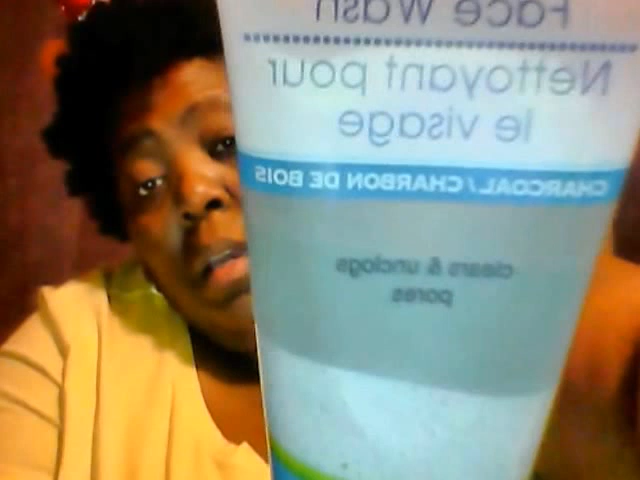 Face Wash
Nettoyant pour
le visage
CHARCOAL / CHARBON DE BOIS
clears & unclogs
pores